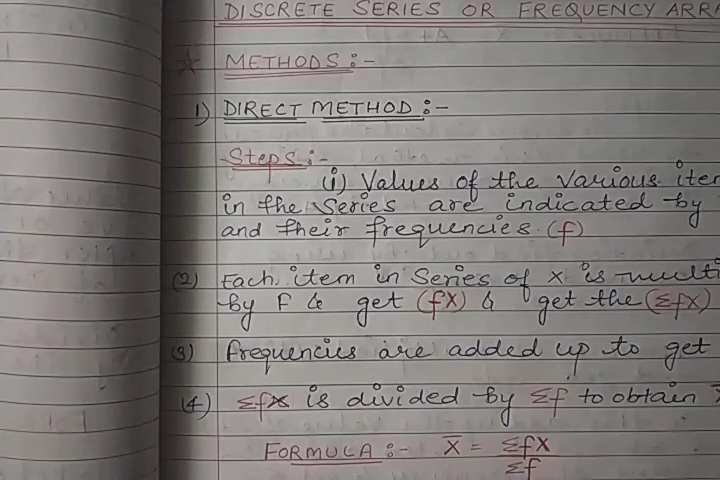 DISCRETE SERIES OR FREQUENCY ARRA
METHODS :-
1) DIRECT METHOD :-
Steps :-
(i) Values of the various iter
in the Series are indicated by
and their frequencies. (f)
(2) Each item in Series of X is multi
by F & get (fX) & get the (Σfx)
(3) frequencies are added up to get
(4) Σfx is divided by Σf to obtain
FORMULA :- X̅ = ΣfX
Σf